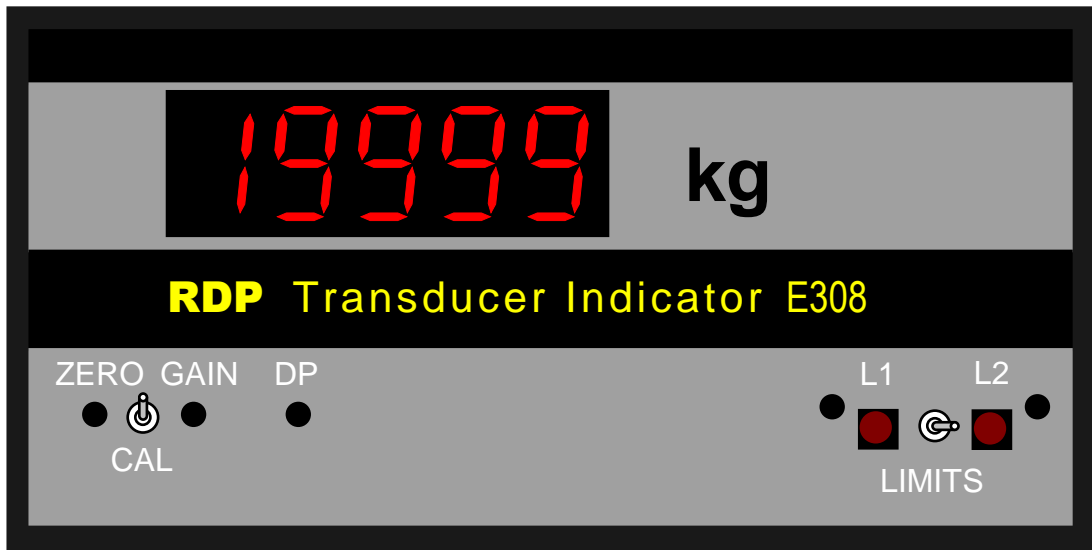 19999 kg
RDP Transducer Indicator E308
ZERO GAIN DP L1 L2
CAL LIMITS